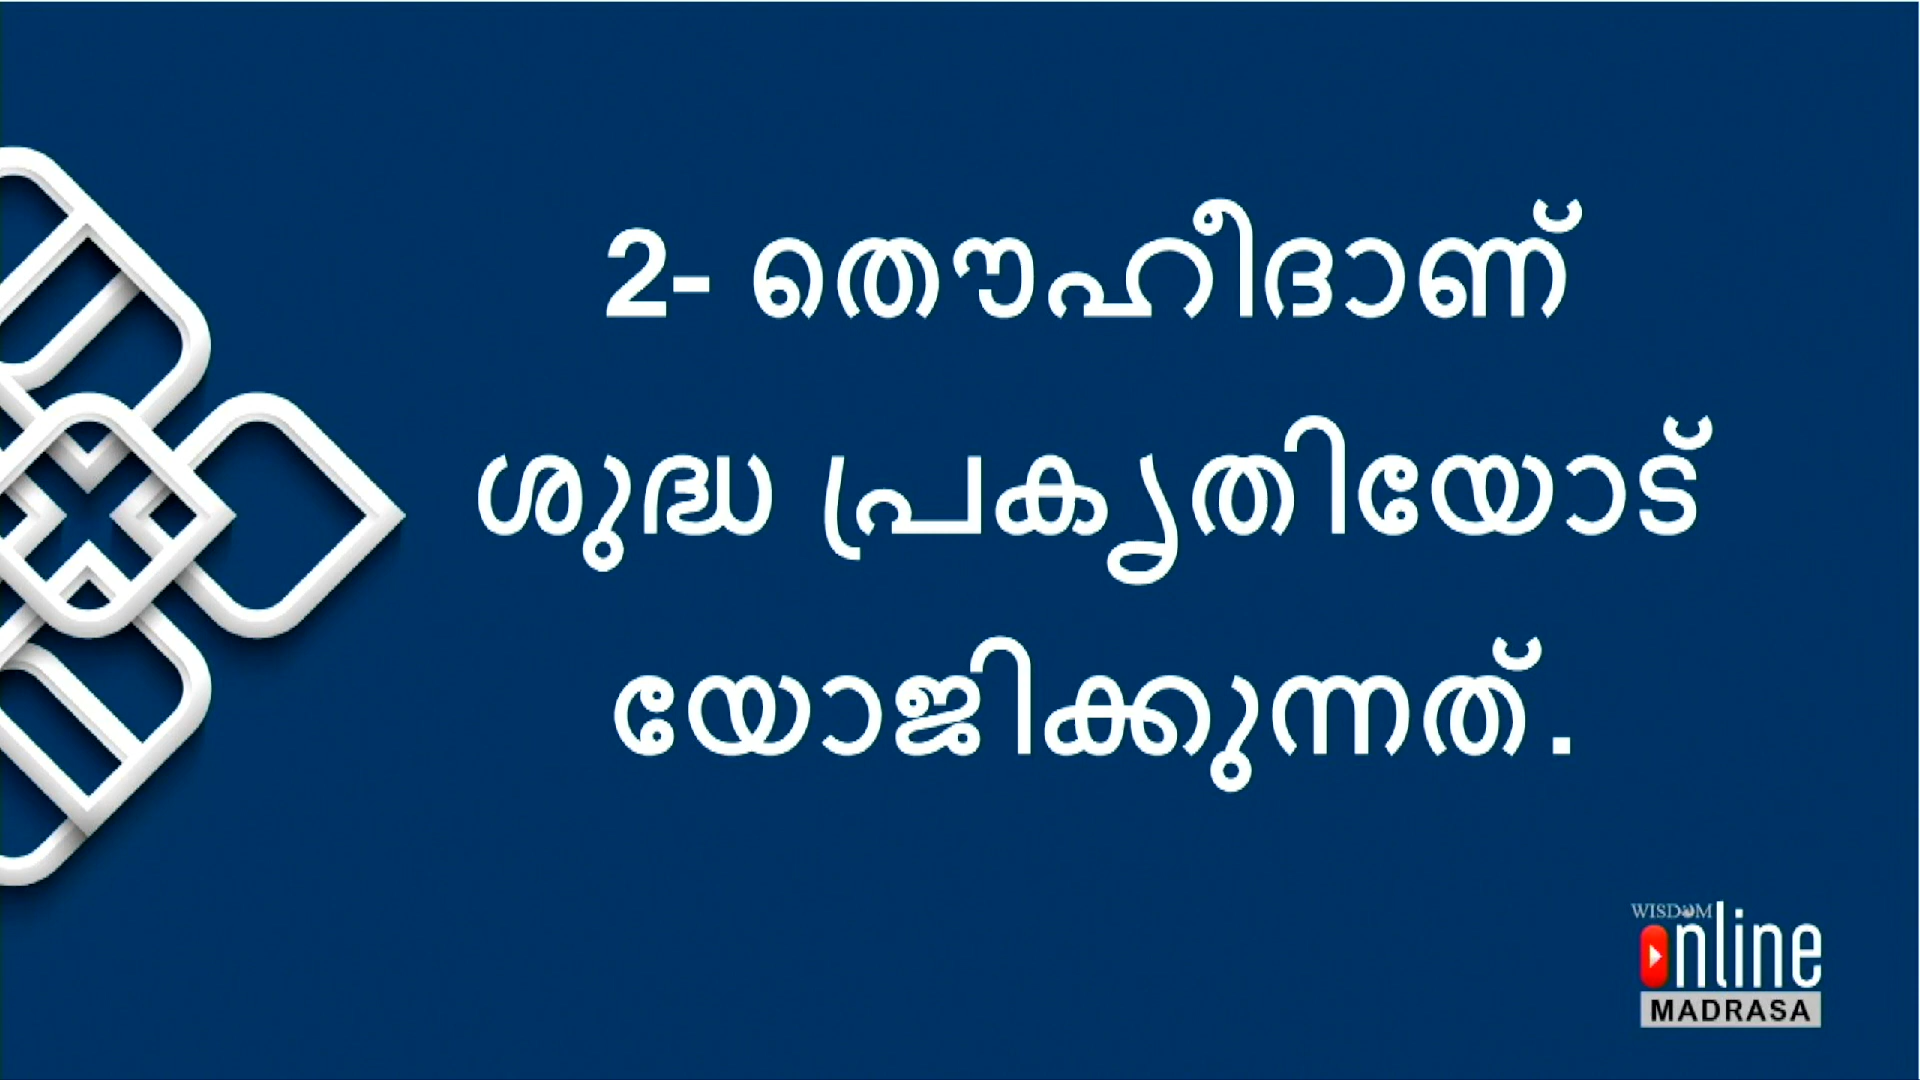 2- തൌഹീദാണ്
ശുദ്ധ പ്രകൃതിയോട്
യോജിക്കുന്നത്.
WISDOM
online
MADRASA